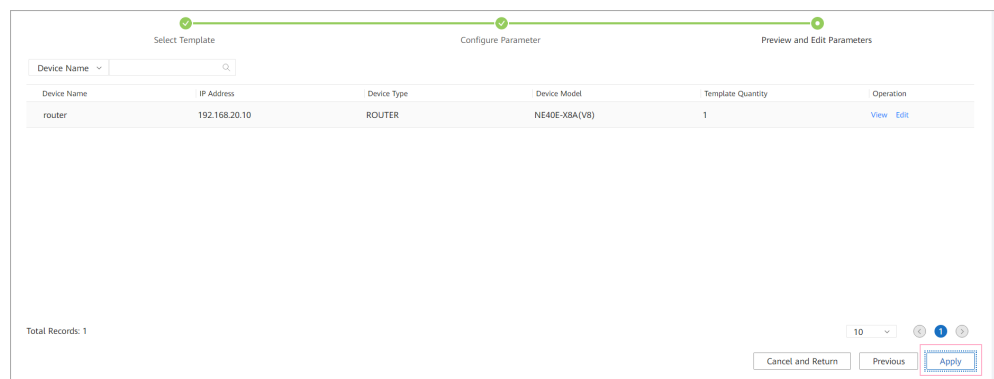 Select Template Configure Parameter Preview and Edit Parameters
Device Name
Device Name IP Address Device Type Device Model Template Quantity Operation
router 192.168.20.10 ROUTER NE40E-X8A(V8) 1 View Edit
Total Records: 1 10 1
Cancel and Return Previous Apply